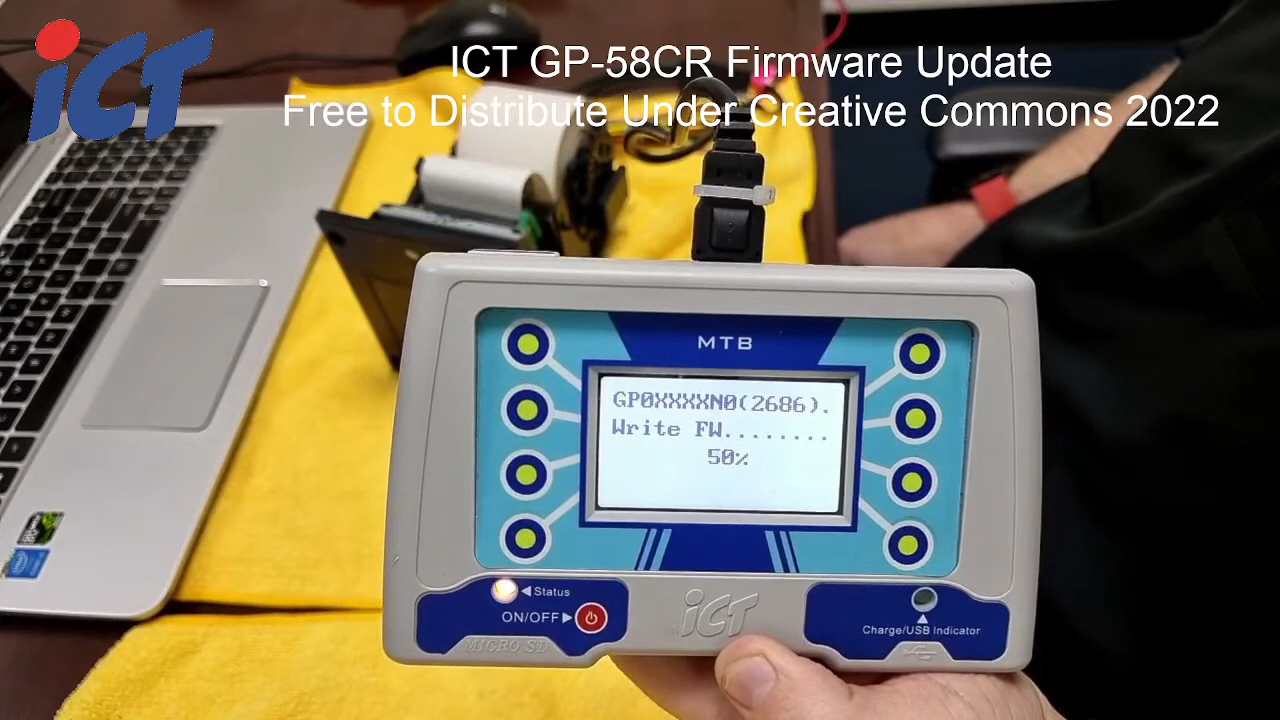 iCT
ICT GP-58CR Firmware Update
Free to Distribute Under Creative Commons 2022
MTB
GP0XXXXN0(2686).
Write FW........
50%
Status
ON/OFF
iCT
Charge/USB Indicator
MICRO SD